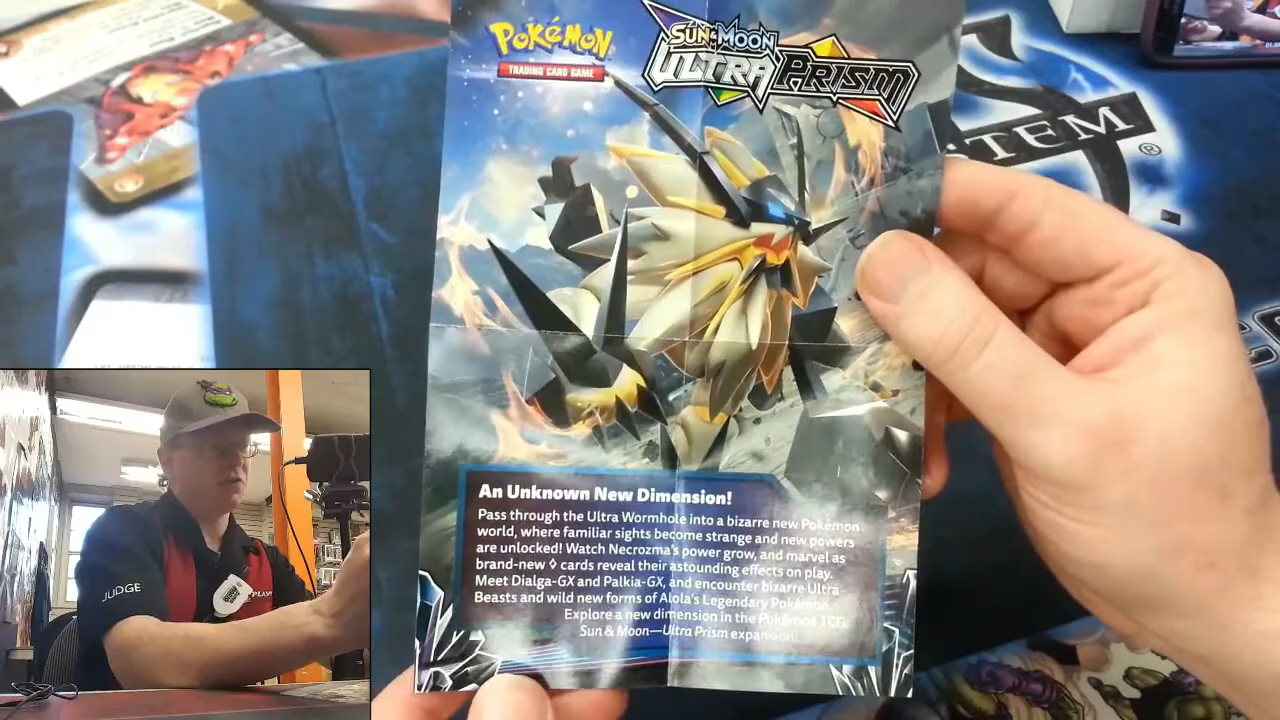 POKéMON
TRADING CARD GAME
SUN & MOON
ULTRA PRISM
TEM ®
An Unknown New Dimension!
Pass through the Ultra Wormhole into a bizarre new Pokémon
world, where familiar sights become strange and new powers
are unlocked! Watch Necrozma's power grow, and marvel as
brand-new ◊ cards reveal their astounding effects on play.
Meet Dialga-GX and Palkia-GX, and encounter bizarre Ultra
Beasts and wild new forms of Alola's Legendary Pokémon.
Explore a new dimension in the Pokémon TCG:
Sun & Moon—Ultra Prism expansion!
JUDGE
PLAY